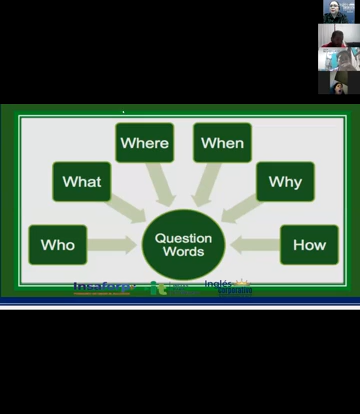 Where
When
What
Why
Who
Question
Words
How
Insaforp
Inglés